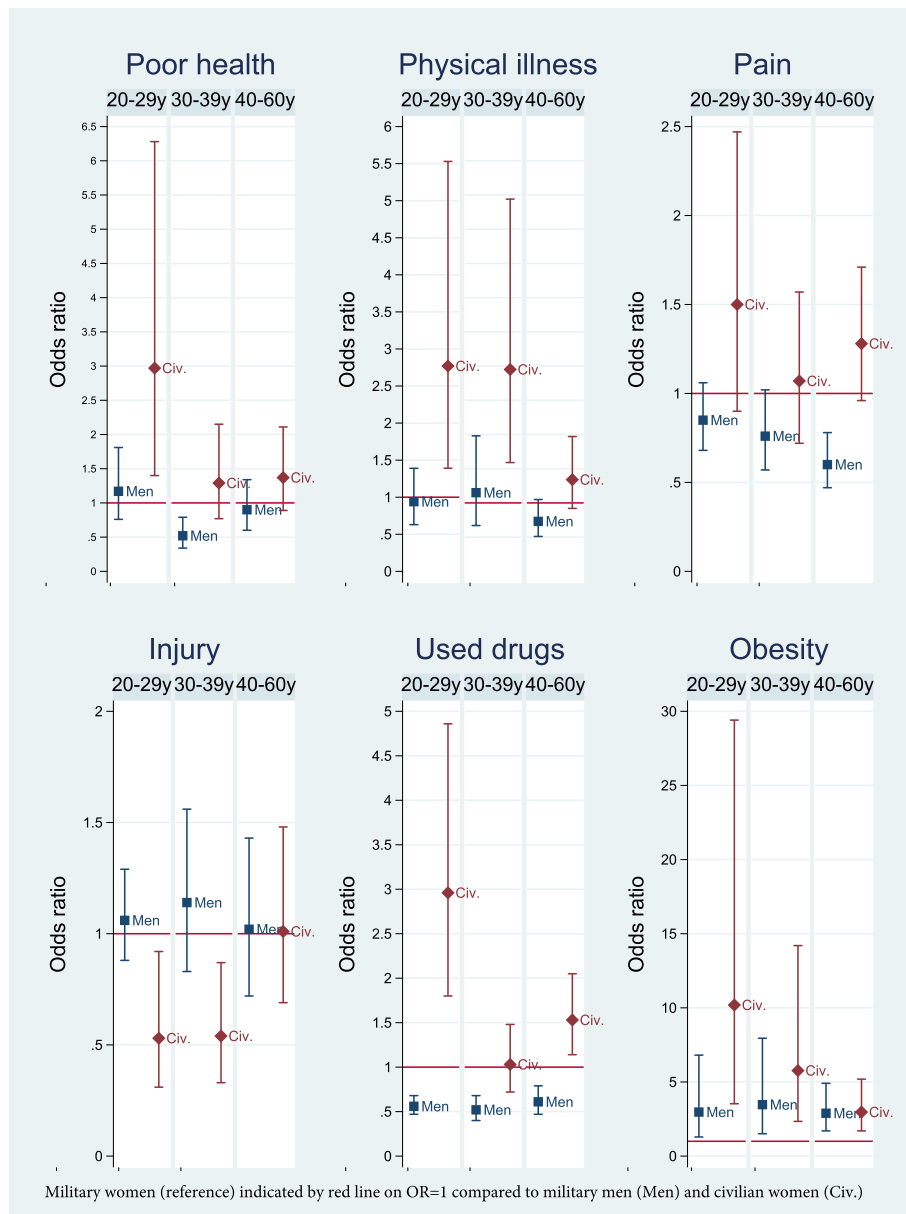 Poor health
20-29y 30-39y 40-60y
Odds ratio
6.5
6
5.5
5
4.5
4
3.5
3
2.5
2
1.5
1
.5
0
Men
Civ.
Men
Civ.
Men
Civ.
Physical illness
20-29y 30-39y 40-60y
Odds ratio
6
5.5
5
4.5
4
3.5
3
2.5
2
1.5
1
.5
0
Men
Civ.
Men
Civ.
Men
Civ.
Pain
20-29y 30-39y 40-60y
Odds ratio
2.5
2
1.5
1
.5
0
Men
Civ.
Men
Civ.
Men
Civ.
Injury
20-29y 30-39y 40-60y
Odds ratio
2
1.5
1
.5
0
Men
Civ.
Men
Civ.
Men
Civ.
Used drugs
20-29y 30-39y 40-60y
Odds ratio
5
4.5
4
3.5
3
2.5
2
1.5
1
.5
0
Men
Civ.
Men
Civ.
Men
Civ.
Obesity
20-29y 30-39y 40-60y
Odds ratio
30
25
20
15
10
5
0
Men
Civ.
Men
Civ.
Men
Civ.
Military women (reference) indicated by red line on OR=1 compared to military men (Men) and civilian women (Civ.)